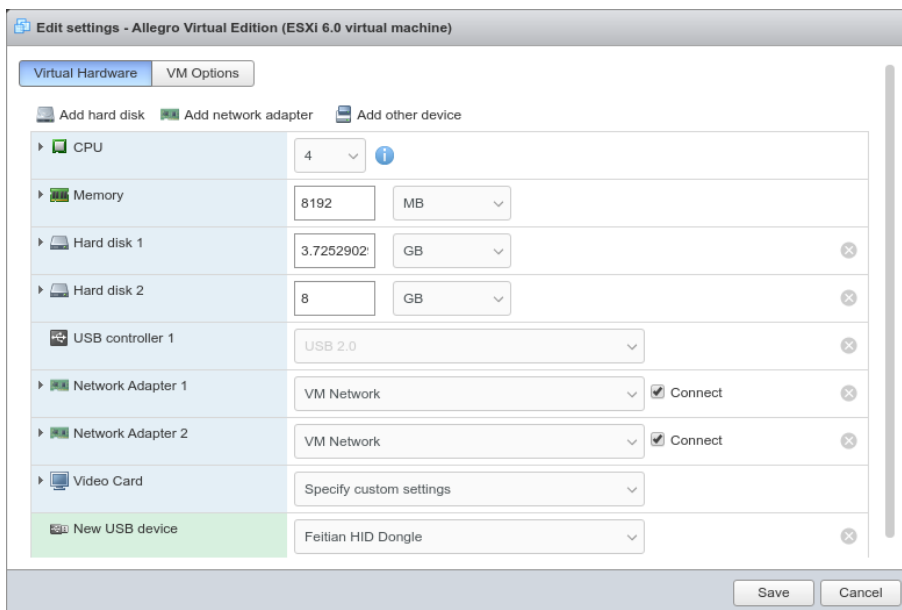 Edit settings - Allegro Virtual Edition (ESXi 6.0 virtual machine)
Virtual Hardware VM Options
Add hard disk Add network adapter Add other device
CPU 4
Memory 8192 MB
Hard disk 1 3.7252902 GB
Hard disk 2 8 GB
USB controller 1 USB 2.0
Network Adapter 1 VM Network Connect
Network Adapter 2 VM Network Connect
Video Card Specify custom settings
New USB device Feitian HID Dongle
Save Cancel